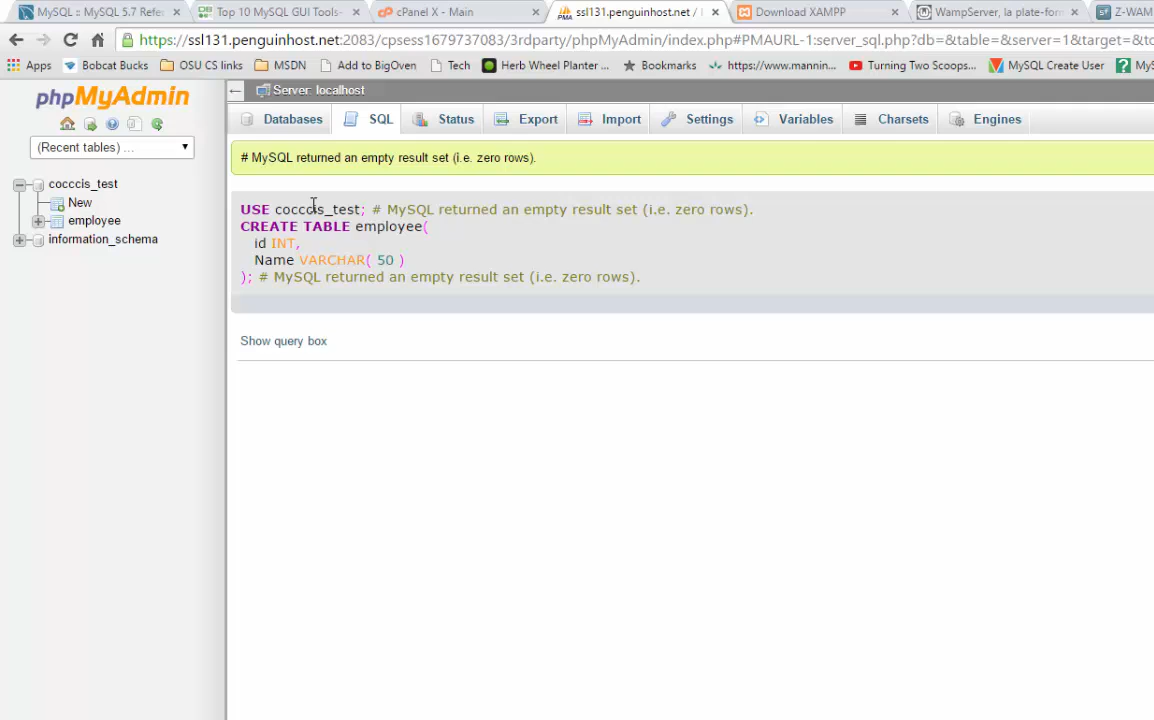 MySQL :: MySQL 5.7 Refe
Top 10 MySQL GUI Tools-
cPanel X - Main
ssl131.penguinhost.net /
Download XAMPP
WampServer, la plate-for
Z-WAM
https://ssl131.penguinhost.net:2083/cpsess1679737083/3rdparty/phpMyAdmin/index.php#PMAURL-1:server_sql.php?db=&table=&server=1&target=&to
Apps
Bobcat Bucks
OSU CS links
MSDN
Add to BigOven
Tech
Herb Wheel Planter ...
Bookmarks
https://www.mannin...
Turning Two Scoops...
MySQL Create User
phpMyAdmin
(Recent tables) ...
cocccis_test
New
employee
information_schema
Server: localhost
Databases
SQL
Status
Export
Import
Settings
Variables
Charsets
Engines
# MySQL returned an empty result set (i.e. zero rows).
USE cocccis_test; # MySQL returned an empty result set (i.e. zero rows).
CREATE TABLE employee(
id INT,
Name VARCHAR( 50 )
); # MySQL returned an empty result set (i.e. zero rows).
Show query box